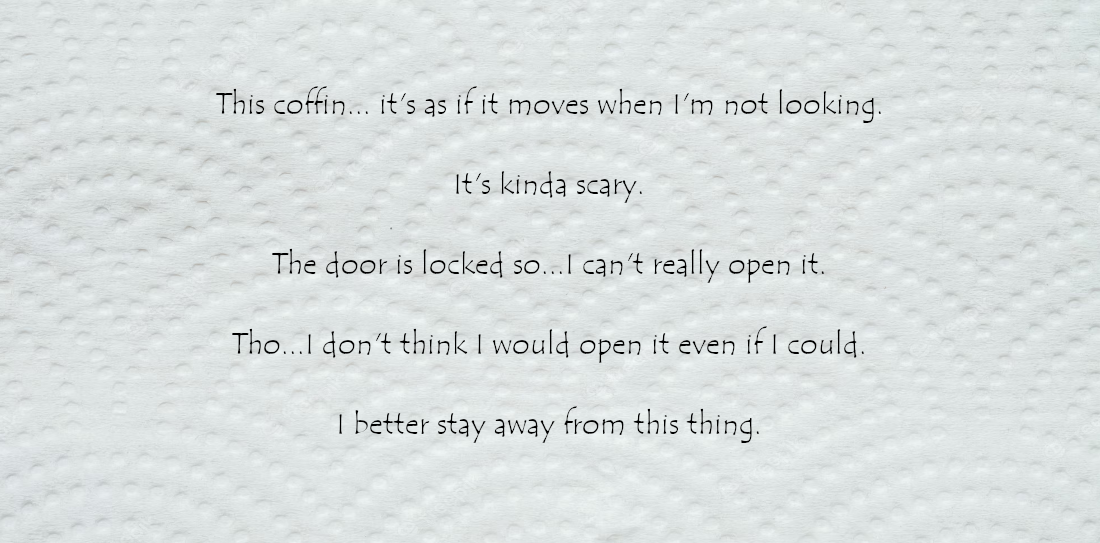 This coffin... it's as if it moves when I'm not looking.
It's kinda scary.
The door is locked so...I can't really open it.
Tho...I don't think I would open it even if I could.
I better stay away from this thing.